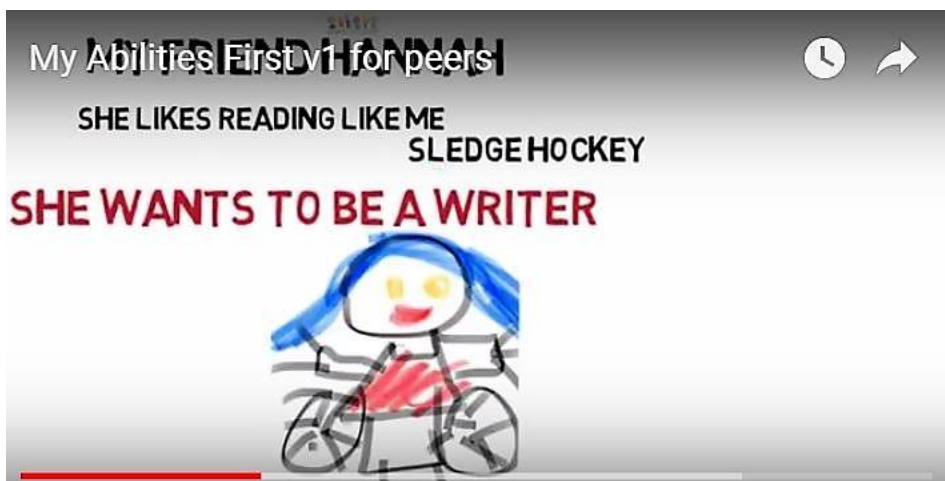 My Abilities First v1 for peers
MY FRIEND HANNAH
SHE LIKES READING LIKE ME
SLEDGE HOCKEY
SHE WANTS TO BE A WRITER